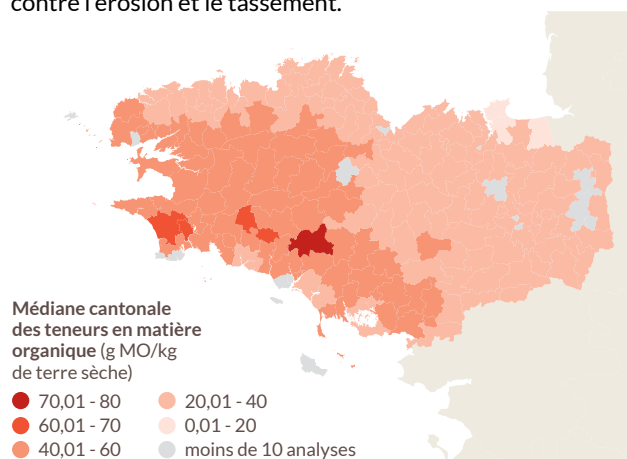 contre l'érosion et le tassement.
Médiane cantonale
des teneurs en matière
organique (g MO/kg
de terre sèche)
70,01 - 80
60,01 - 70
40,01 - 60
20,01 - 40
0,01 - 20
moins de 10 analyses